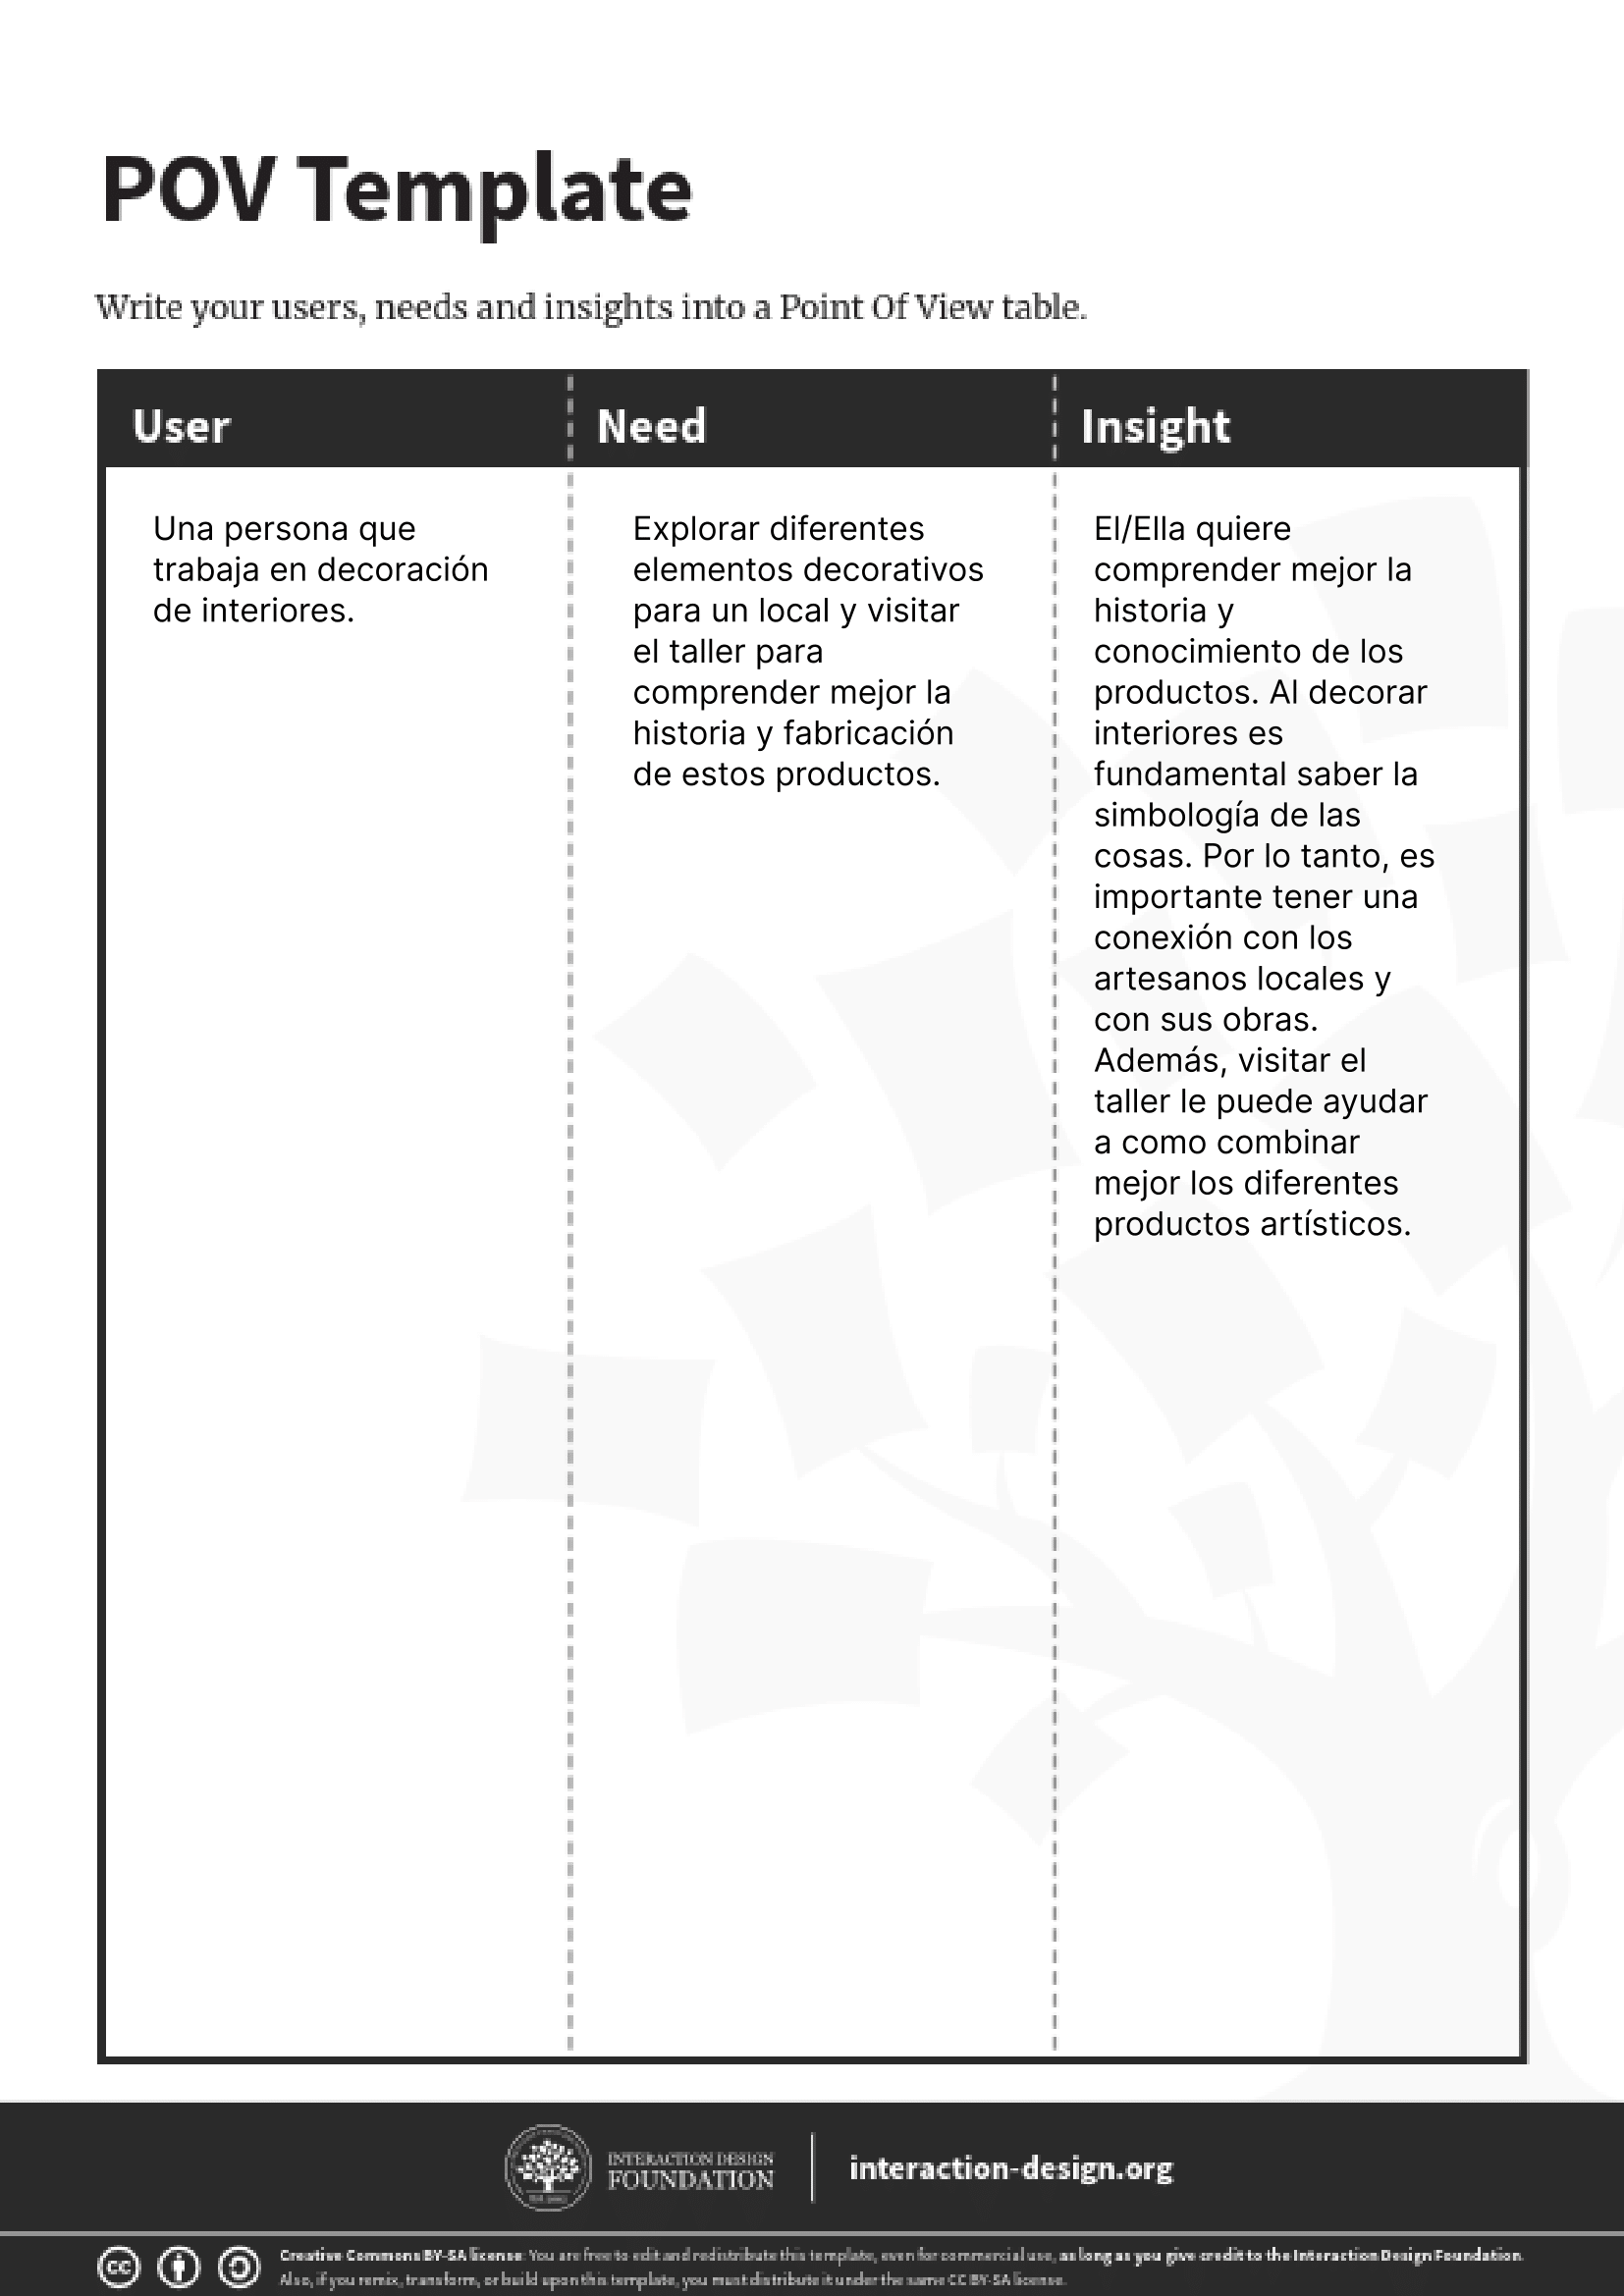 POV Template
Write your users, needs and insights into a Point Of View table.
User
Need
Insight
Una persona que
trabaja en decoración
de interiores.
Explorar diferentes
elementos decorativos
para un local y visitar
el taller para
comprender mejor la
historia y fabricación
de estos productos.
El/Ella quiere
comprender mejor la
historia y
conocimiento de los
productos. Al decorar
interiores es
fundamental saber la
simbología de las
cosas. Por lo tanto, es
importante tener una
conexión con los
artesanos locales y
con sus obras.
Además, visitar el
taller le puede ayudar
a como combinar
mejor los diferentes
productos artísticos.
INTERACTION DESIGN
FOUNDATION
interaction-design.org
cc
Creative Commons BY-SA license: You are free to edit and redistribute this template, even for commercial use, as long as you give credit to the Interaction Design Foundation.
Also, if you remix, transform, or build upon this template, you must distribute it under the same CC BY-SA license.